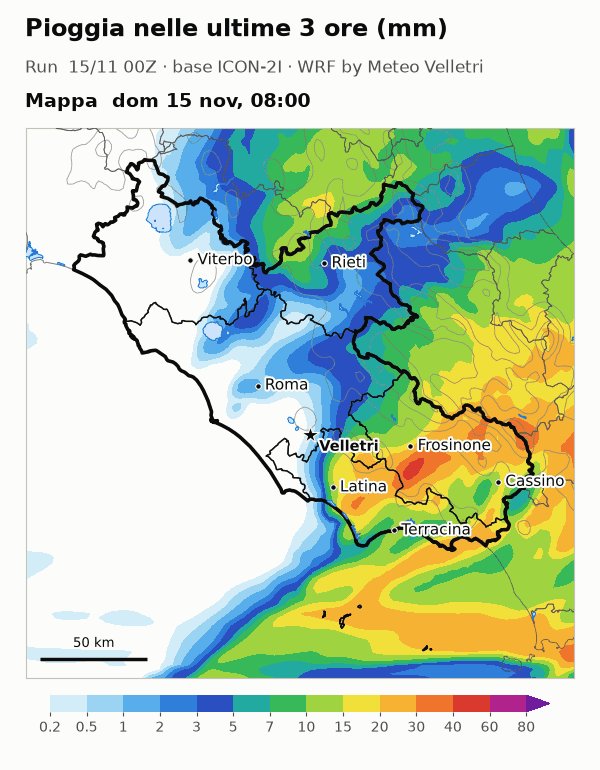 Pioggia nelle ultime 3 ore (mm)
Run 15/11 00Z · base ICON-2I · WRF by Meteo Velletri
Mappa dom 15 nov, 08:00
Viterbo
Rieti
Roma
Velletri
Frosinone
Latina
Cassino
Terracina
50 km
0.2 0.5 1 2 3 5 7 10 15 20 30 40 60 80